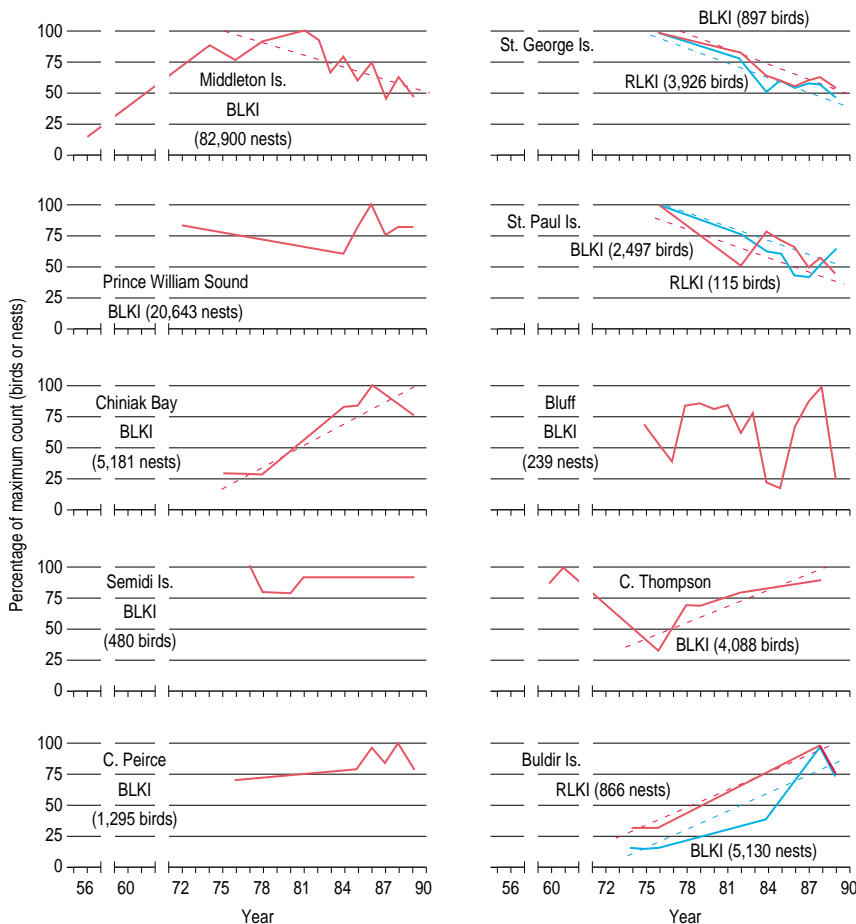 Percentage of maximum count (birds or nests)
100
75
50
25
0
Middleton Is.
BLKI
(82,900 nests)
100
75
50
25
0
Prince William Sound
BLKI (20,643 nests)
100
75
50
25
0
Chiniak Bay
BLKI
(5,181 nests)
100
75
50
25
0
Semidi Is.
BLKI
(480 birds)
100
75
50
25
0
C. Peirce
BLKI
(1,295 birds)
56 60 72 75 78 81 84 87 90
Year
BLKI (897 birds)
St. George Is.
RLKI (3,926 birds)
St. Paul Is.
BLKI (2,497 birds)
RLKI (115 birds)
Bluff
BLKI
(239 nests)
C. Thompson
BLKI (4,088 birds)
Buldir Is.
RLKI (866 nests)
BLKI (5,130 nests)
56 60 72 75 78 81 84 87 90
Year